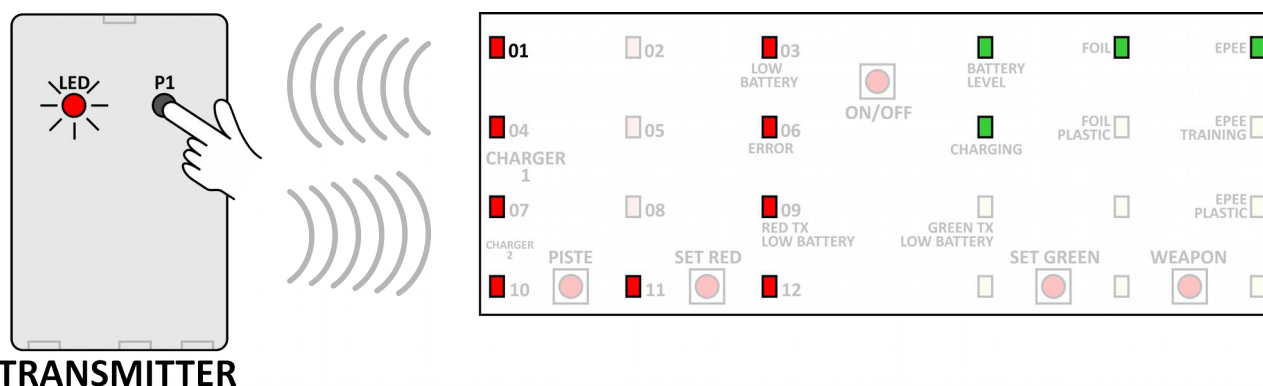 LED P1
TRANSMITTER
01 02 03 FOIL EPEE
LOW
BATTERY
BATTERY
LEVEL
ON/OFF
04 05 06
ERROR
CHARGING
FOIL
PLASTIC
EPEE
TRAINING
CHARGER
1
07 08 09
RED TX
LOW BATTERY
GREEN TX
LOW BATTERY
EPEE
PLASTIC
CHARGER
2
PISTE SET RED SET GREEN WEAPON
10 11 12